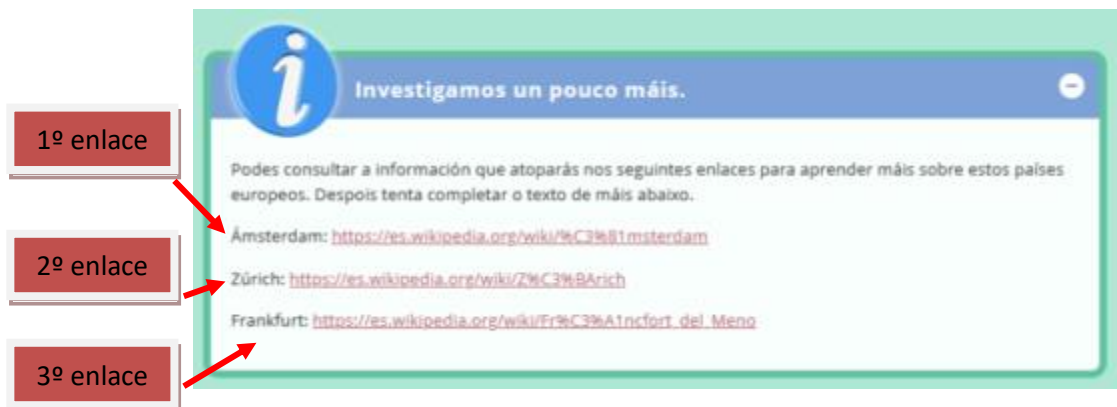 i
Investigamos un pouco máis.
1º enlace
Podes consultar a información que atoparás nos seguintes enlaces para aprender máis sobre estos países
europeos. Despois tenta completar o texto de máis abaixo.
Ámsterdam: https://es.wikipedia.org/wiki/%C3%81msterdam
2º enlace
Zúrich: https://es.wikipedia.org/wiki/Z%C3%BArich
Frankfurt: https://es.wikipedia.org/wiki/Fr%C3%A1ncfort_del_Meno
3º enlace